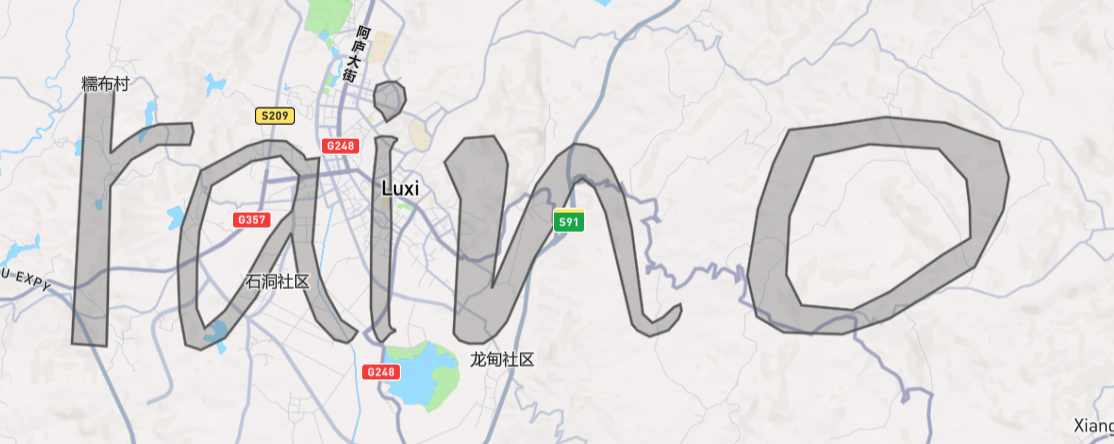 阿庐大街
糯布村
S209
G248
Luxi
G357
S91
U EXPY
石洞社区
龙甸社区
G248
Xiang
raino